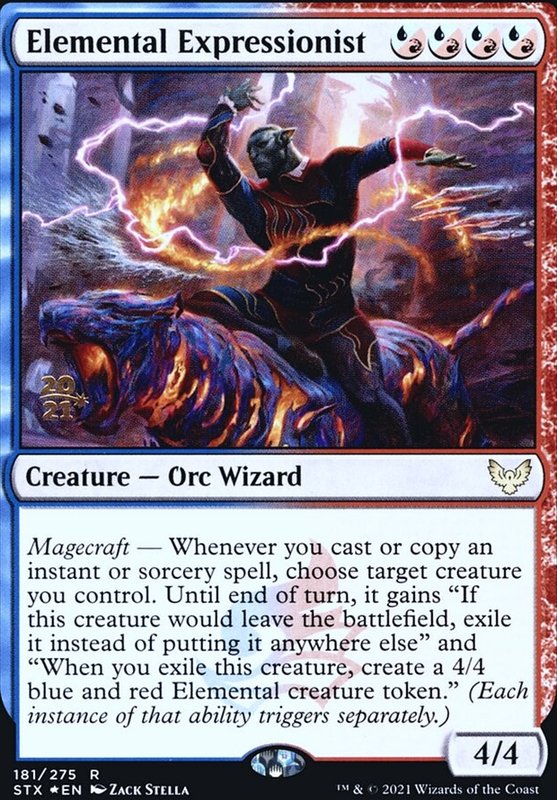 Elemental Expressionist
20
21
Creature — Orc Wizard
Magecraft — Whenever you cast or copy an
instant or sorcery spell, choose target creature
you control. Until end of turn, it gains “If
this creature would leave the battlefield, exile
it instead of putting it anywhere else” and
“When you exile this creature, create a 4/4
blue and red Elemental creature token.” (Each
instance of that ability triggers separately.)
4/4
181/275 R
STX ★ EN Zack Stella
™ & © 2021 Wizards of the Coast